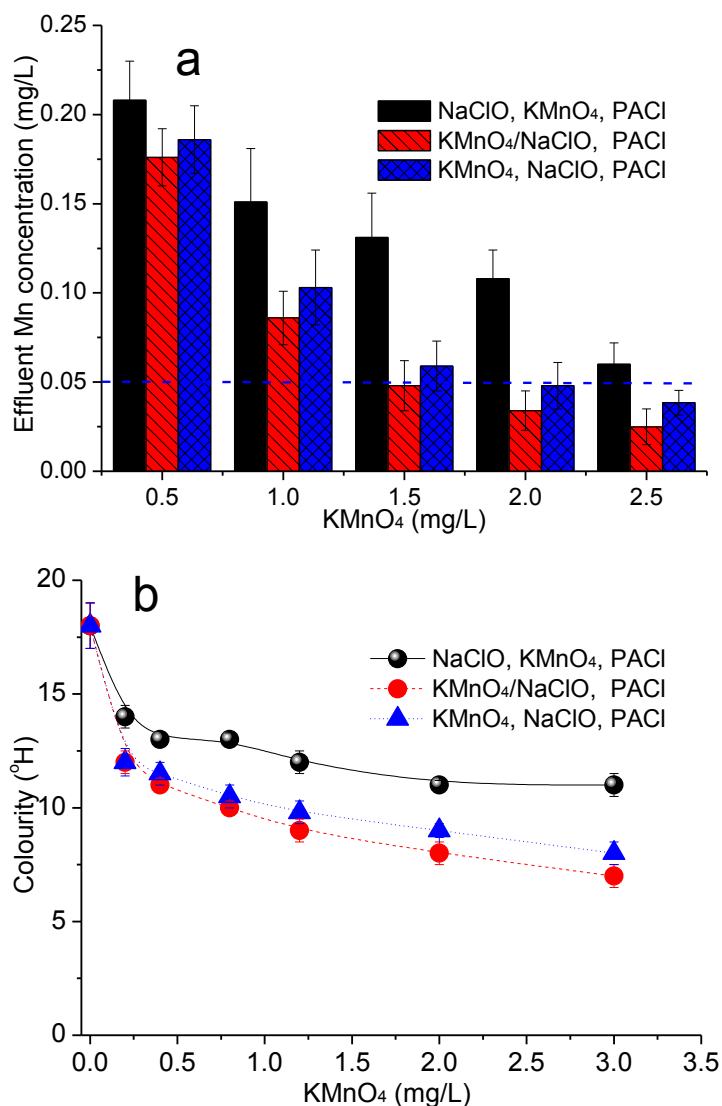 a
NaClO, KMnO4, PACl
KMnO4/NaClO, PACl
KMnO4, NaClO, PACl
Effluent Mn concentration (mg/L)
0.25
0.20
0.15
0.10
0.05
0.00
0.5 1.0 1.5 2.0 2.5
KMnO4 (mg/L)
b
NaClO, KMnO4, PACl
KMnO4/NaClO, PACl
KMnO4, NaClO, PACl
Colourity (°H)
20
15
10
5
0
0.0 0.5 1.0 1.5 2.0 2.5 3.0 3.5
KMnO4 (mg/L)